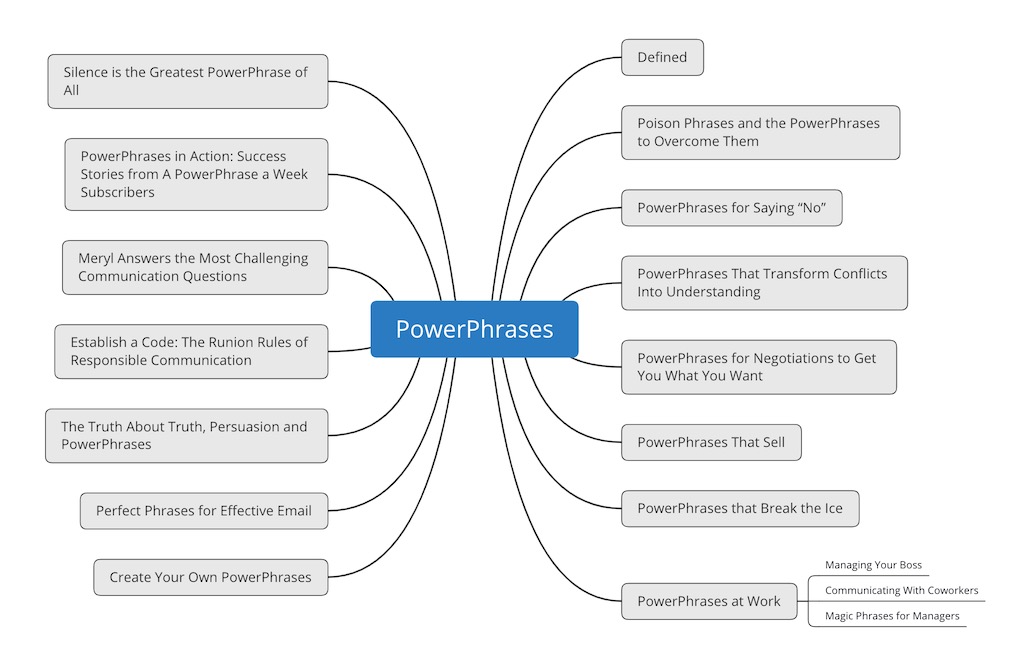 PowerPhrases
Defined
Poison Phrases and the PowerPhrases
to Overcome Them
PowerPhrases for Saying “No”
PowerPhrases That Transform Conflicts
Into Understanding
PowerPhrases for Negotiations to Get
You What You Want
PowerPhrases That Sell
PowerPhrases that Break the Ice
PowerPhrases at Work
Managing Your Boss
Communicating With Coworkers
Magic Phrases for Managers
Silence is the Greatest PowerPhrase of
All
PowerPhrases in Action: Success
Stories from A PowerPhrase a Week
Subscribers
Meryl Answers the Most Challenging
Communication Questions
Establish a Code: The Runion Rules of
Responsible Communication
The Truth About Truth, Persuasion and
PowerPhrases
Perfect Phrases for Effective Email
Create Your Own PowerPhrases